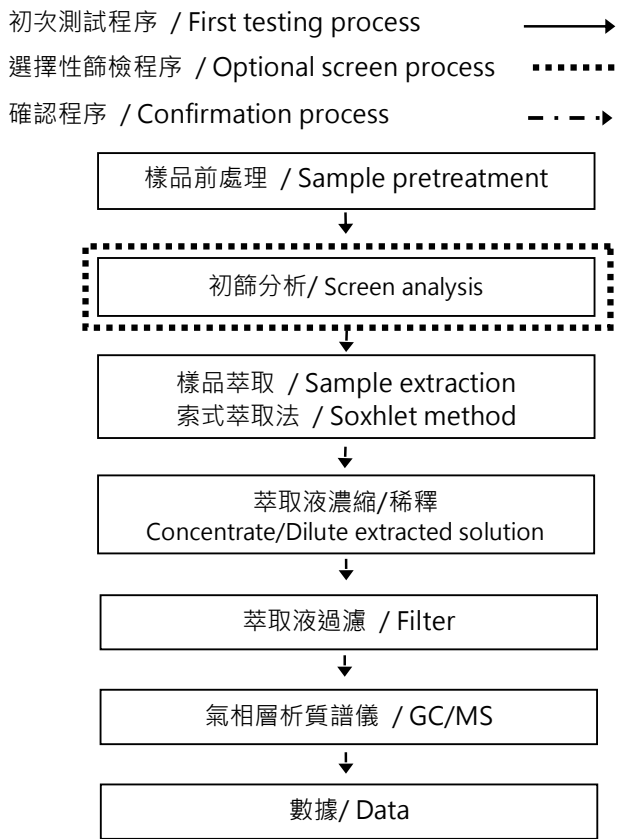 初次測試程序 / First testing process
選擇性篩檢程序 / Optional screen process
確認程序 / Confirmation process
樣品前處理 / Sample pretreatment
初篩分析/ Screen analysis
樣品萃取 / Sample extraction
索式萃取法 / Soxhlet method
萃取液濃縮/稀釋
Concentrate/Dilute extracted solution
萃取液過濾 / Filter
氣相層析質譜儀 / GC/MS
數據/ Data